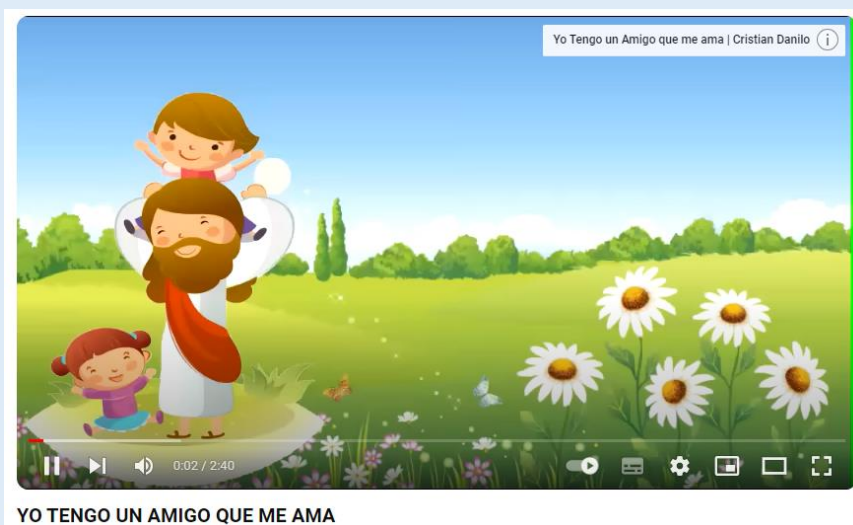 Yo Tengo un Amigo que me ama | Cristian Danilo
0:02 / 2:40
YO TENGO UN AMIGO QUE ME AMA